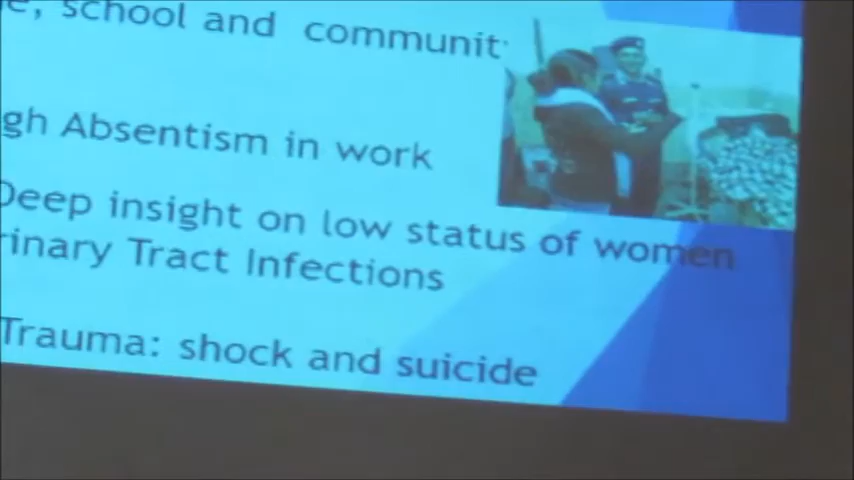 school and communit
gh Absentism in work
Deep insight on low status of women
rinary Tract Infections
Trauma: shock and suicide